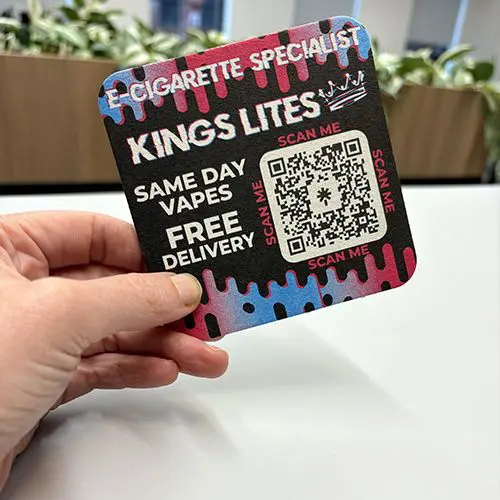 E-CIGARETTE SPECIALIST
KINGS LITES
SAME DAY
VAPES
FREE
DELIVERY
SCAN ME
SCAN ME
SCAN ME
SCAN ME